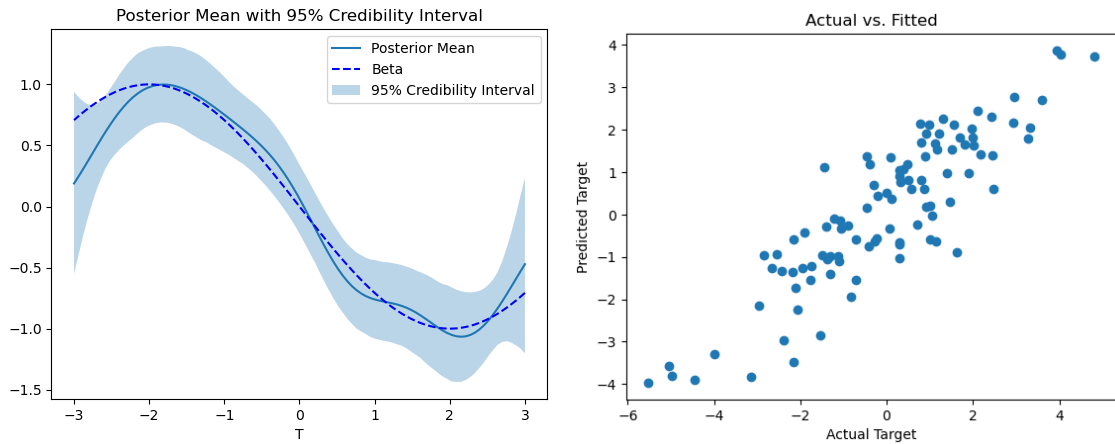 Posterior Mean with 95% Credibility Interval
Posterior Mean
Beta
95% Credibility Interval
1.0
0.5
0.0
−0.5
−1.0
−1.5
−3 −2 −1 0 1 2 3
T
Actual vs. Fitted
4
3
2
1
0
−1
−2
−3
−4
Predicted Target
−6 −4 −2 0 2 4
Actual Target